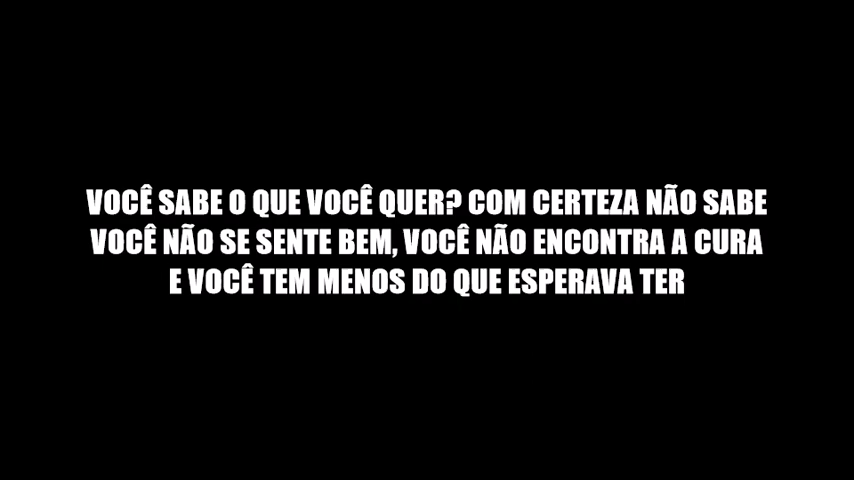 VOCÊ SABE O QUE VOCÊ QUER? COM CERTEZA NÃO SABE
VOCÊ NÃO SE SENTE BEM, VOCÊ NÃO ENCONTRA A CURA
E VOCÊ TEM MENOS DO QUE ESPERAVA TER